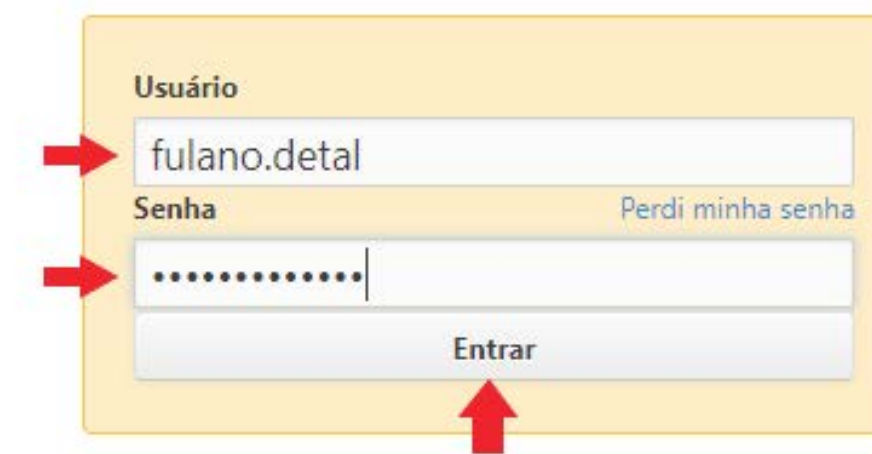 Usuário
fulano.detal
Senha Perdi minha senha
•••••••••••••
Entrar